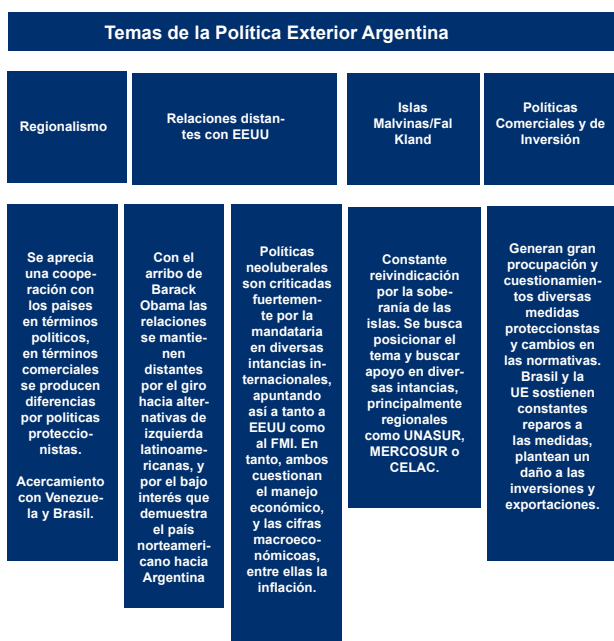 Temas de la Política Exterior Argentina
Regionalismo
Relaciones distan-
tes con EEUU
Islas
Malvinas/Fal
Kland
Políticas
Comerciales y de
Inversión
Se aprecia
una coope-
ración con
los paises
en términos
politicos,
en términos
comerciales
se producen
diferencias
por politicas
proteccio-
nistas.
Acercamiento
con Venezue-
la y Brasil.
Con el
arribo de
Barack
Obama las
relaciones
se mantie-
nen
distantes
por el giro
hacia alter-
nativas de
izquierda
latinoame-
ricanas, y
por el bajo
interés que
demuestra
el país
norteameri-
cano hacia
Argentina
Políticas
neoluberales
son criticadas
fuertemen-
te por la
mandataria
en diversas
intancias in-
ternacionales,
apuntando
así a tanto a
EEUU como
al FMI. En
tanto, ambos
cuestionan
el manejo
económico,
y las cifras
macroeco-
nómicoas,
entre ellas la
inflación.
Constante
reivindicación
por la sobe-
ranía de las
islas. Se busca
posicionar el
tema y buscar
apoyo en diver-
sas intancias,
principalmente
regionales
como UNASUR,
MERCOSUR o
CELAC.
Generan gran
procupación y
cuestionamien-
tos diversas
medidas
proteccionstas
y cambios en
las normativas.
Brasil y la
UE sostienen
constantes
reparos a
las medidas,
plantean un
daño a las
inversiones y
exportaciones.